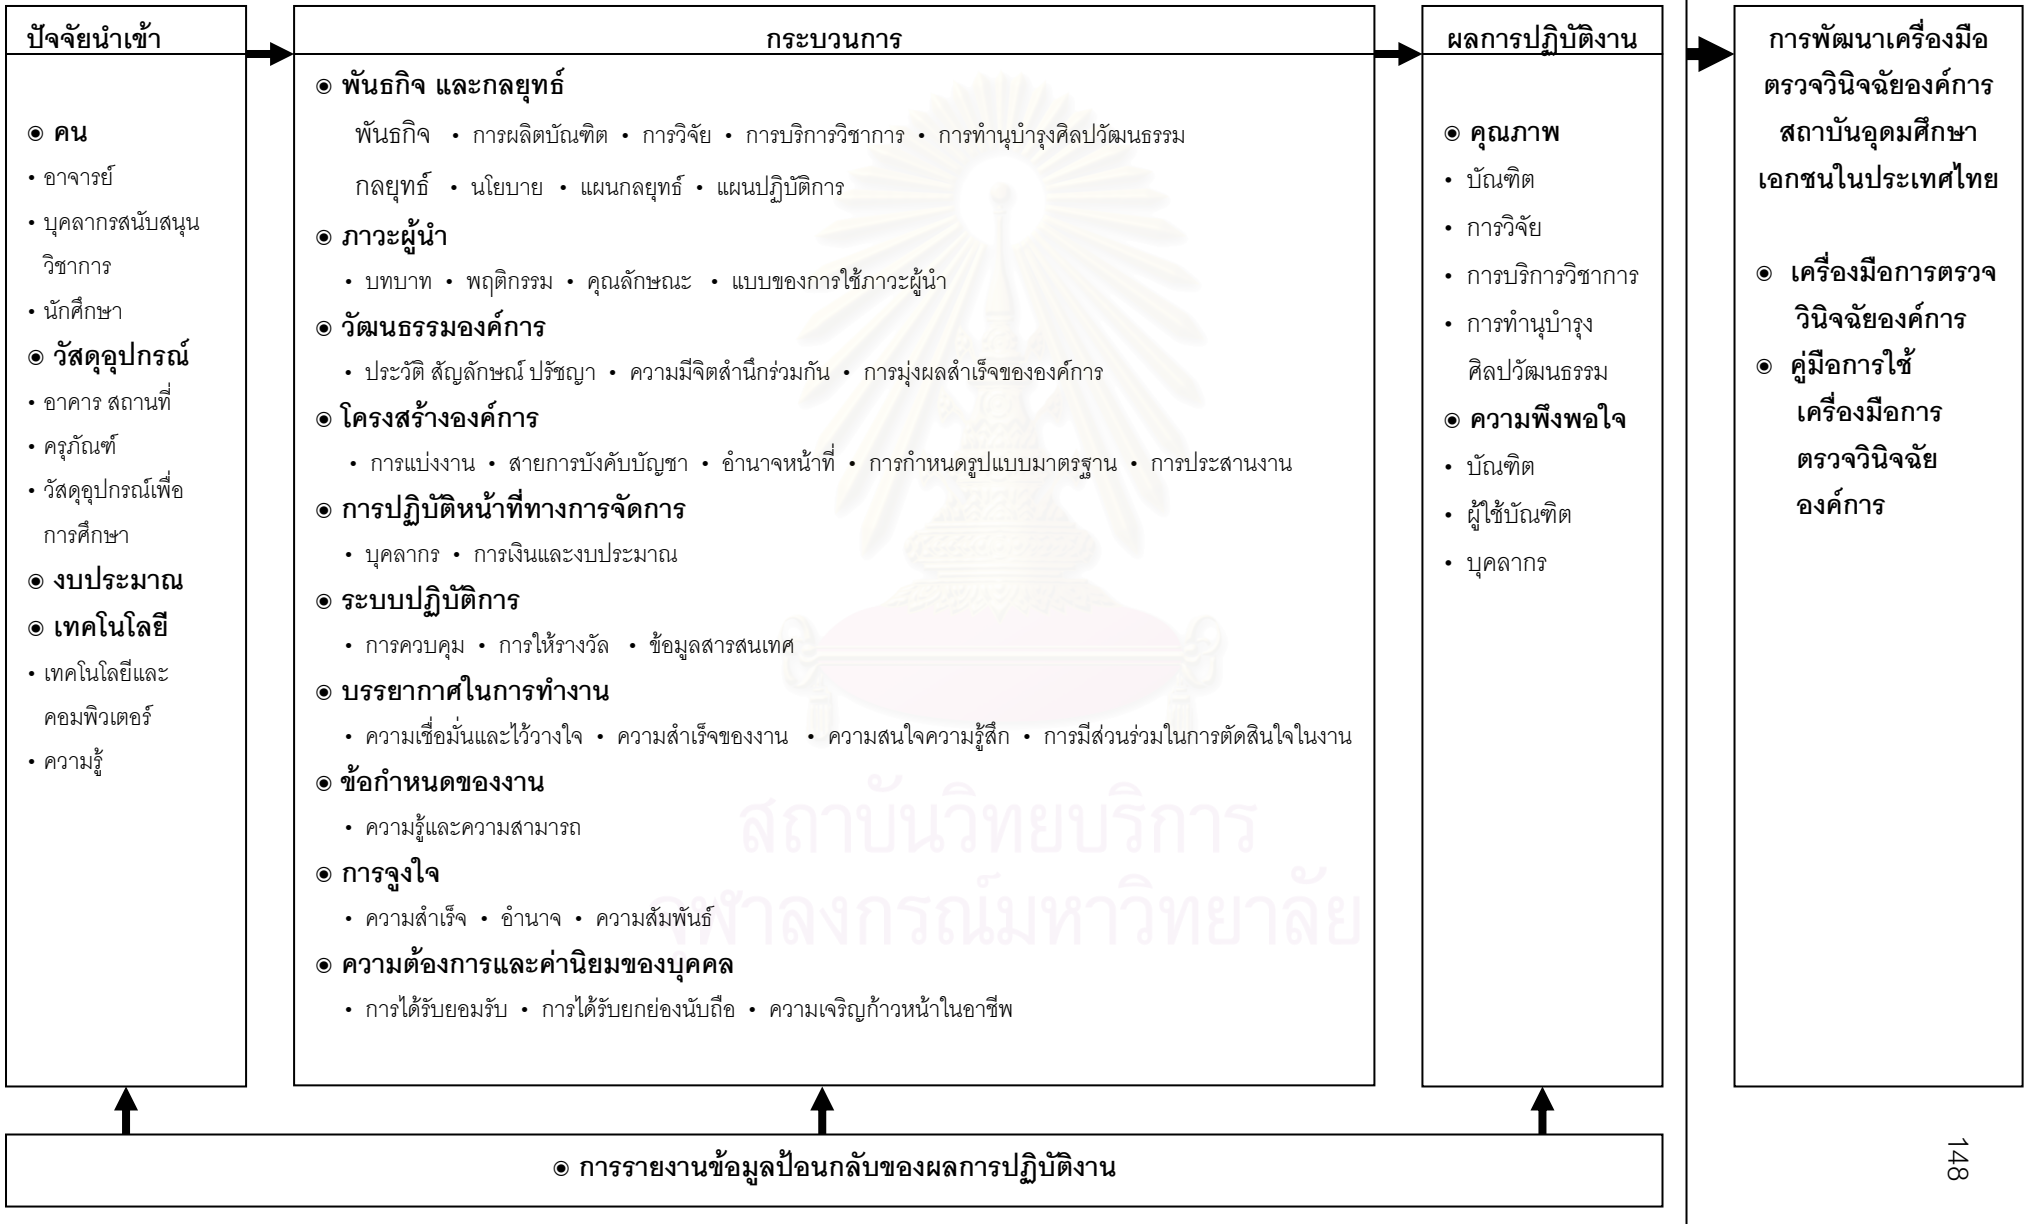 ปัจจัยนำเข้า
◉ คน
• อาจารย์
• บุคลากรสนับสนุน
วิชาการ
• นักศึกษา
◉ วัสดุอุปกรณ์
• อาคาร สถานที่
• ครุภัณฑ์
• วัสดุอุปกรณ์เพื่อ
การศึกษา
◉ งบประมาณ
◉ เทคโนโลยี
• เทคโนโลยีและ
คอมพิวเตอร์
• ความรู้
กระบวนการ
◉ พันธกิจ และกลยุทธ์
พันธกิจ • การผลิตบัณฑิต • การวิจัย • การบริการวิชาการ • การทำนุบำรุงศิลปวัฒนธรรม
กลยุทธ์ • นโยบาย • แผนกลยุทธ์ • แผนปฏิบัติการ
◉ ภาวะผู้นำ
• บทบาท • พฤติกรรม • คุณลักษณะ • แบบของการใช้ภาวะผู้นำ
◉ วัฒนธรรมองค์การ
• ประวัติ สัญลักษณ์ ปรัชญา • ความมีจิตสำนึกร่วมกัน • การมุ่งผลสำเร็จขององค์การ
◉ โครงสร้างองค์การ
• การแบ่งงาน • สายการบังคับบัญชา • อำนาจหน้าที่ • การกำหนดรูปแบบมาตรฐาน • การประสานงาน
◉ การปฏิบัติหน้าที่ทางการจัดการ
• บุคลากร • การเงินและงบประมาณ
◉ ระบบปฏิบัติการ
• การควบคุม • การให้รางวัล • ข้อมูลสารสนเทศ
◉ บรรยากาศในการทำงาน
• ความเชื่อมั่นและไว้วางใจ • ความสำเร็จของงาน • ความสนใจความรู้สึก • การมีส่วนร่วมในการตัดสินใจในงาน
◉ ข้อกำหนดของงาน
• ความรู้และความสามารถ
◉ การจูงใจ
• ความสำเร็จ • อำนาจ • ความสัมพันธ์
◉ ความต้องการและค่านิยมของบุคคล
• การได้รับยอมรับ • การได้รับยกย่องนับถือ • ความเจริญก้าวหน้าในอาชีพ
สถาบันวิทยบริการ
จุฬาลงกรณ์มหาวิทยาลัย
ผลการปฏิบัติงาน
◉ คุณภาพ
• บัณฑิต
• การวิจัย
• การบริการวิชาการ
• การทำนุบำรุง
ศิลปวัฒนธรรม
◉ ความพึงพอใจ
• บัณฑิต
• ผู้ใช้บัณฑิต
• บุคลากร
การพัฒนาเครื่องมือ
ตรวจวินิจฉัยองค์การ
สถาบันอุดมศึกษา
เอกชนในประเทศไทย
◉ เครื่องมือการตรวจ
วินิจฉัยองค์การ
◉ คู่มือการใช้
เครื่องมือการ
ตรวจวินิจฉัย
องค์การ
◉ การรายงานข้อมูลป้อนกลับของผลการปฏิบัติงาน
148